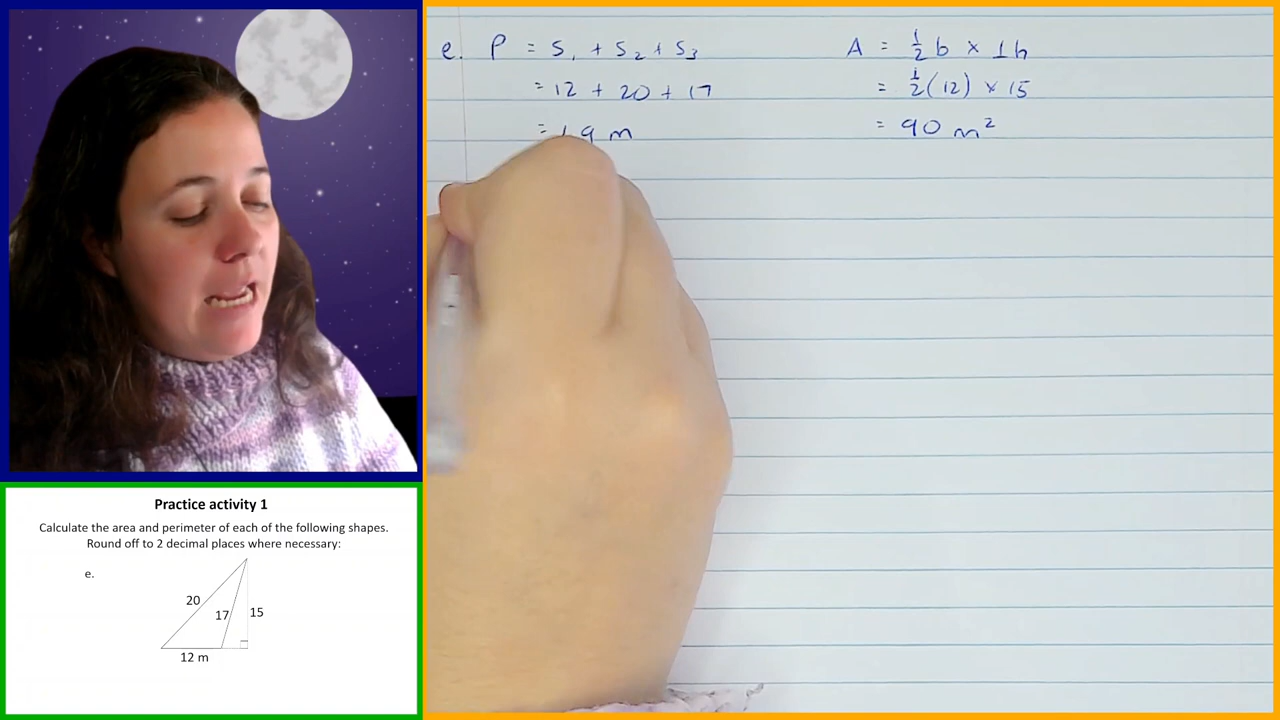 e. P = S₁ + S₂ + S₃
= 12 + 20 + 17
= 9 m
A = ½b × ⊥h
= ½(12) × 15
= 90 m²
Practice activity 1
Calculate the area and perimeter of each of the following shapes.
Round off to 2 decimal places where necessary:
e.
20
17
15
12 m